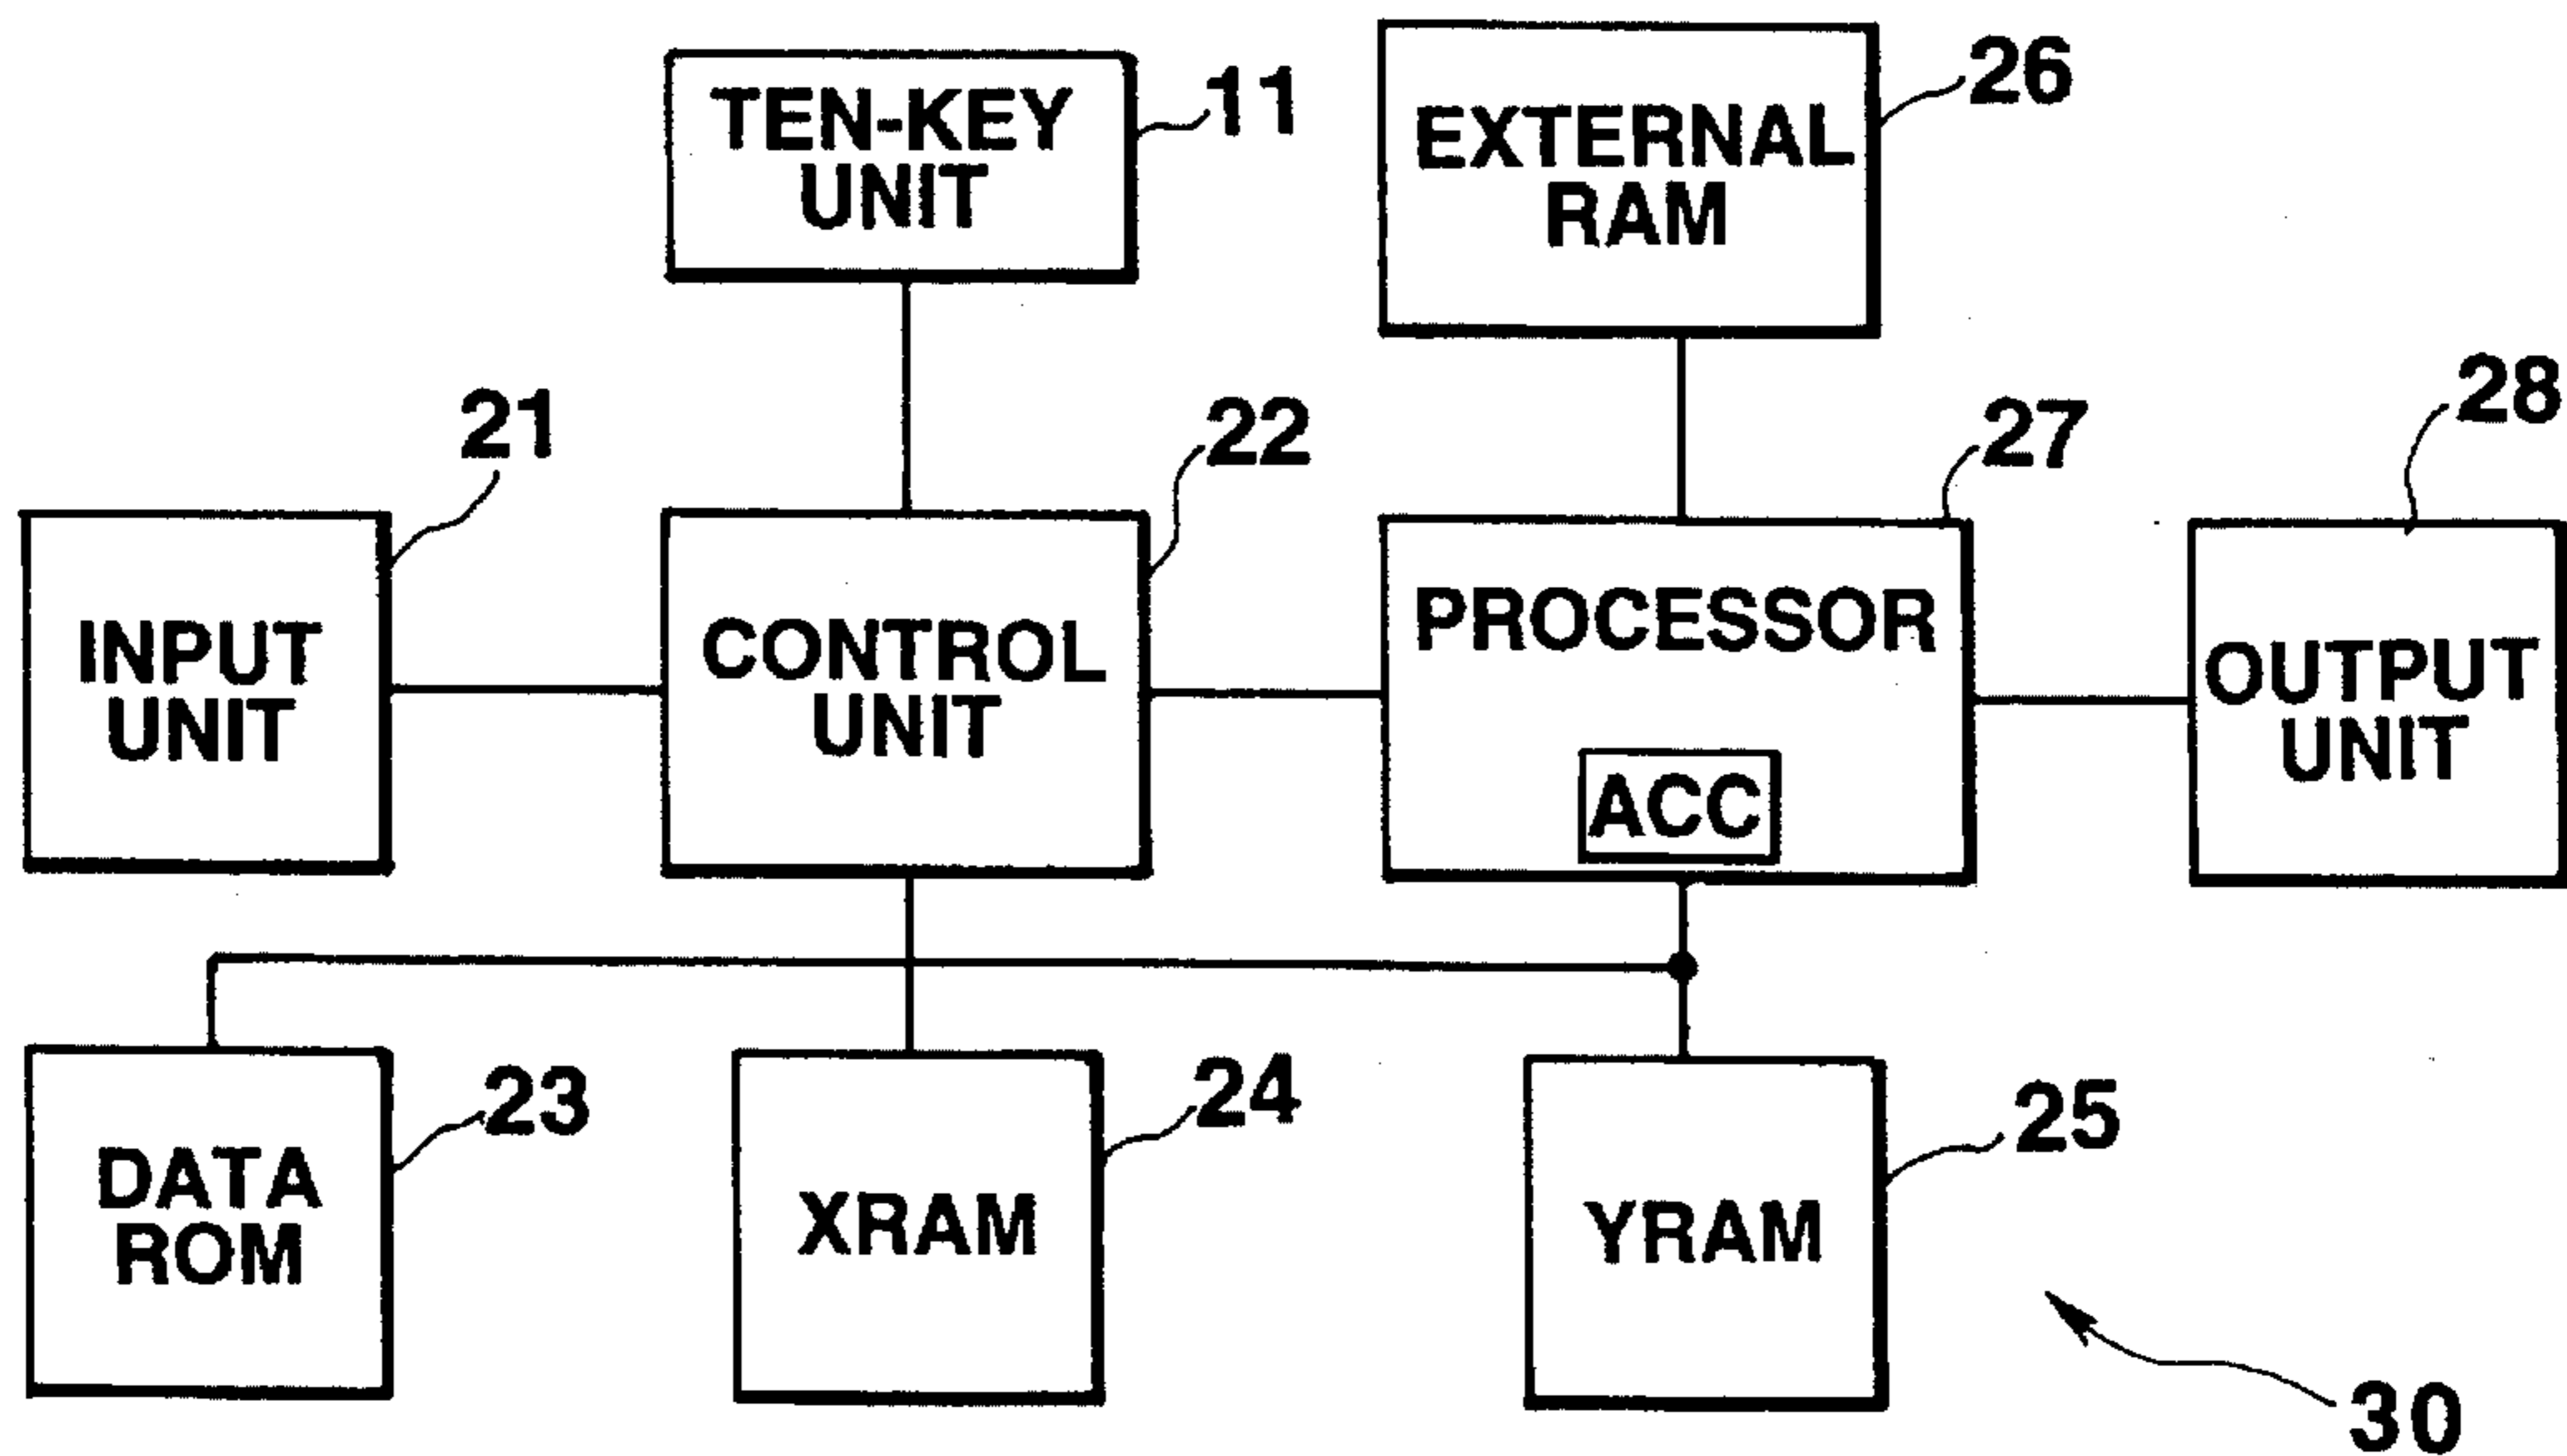 TEN-KEY
UNIT
11
EXTERNAL
RAM
26
21
22
27
28
INPUT
UNIT
CONTROL
UNIT
PROCESSOR
ACC
OUTPUT
UNIT
23
24
25
DATA
ROM
XRAM
YRAM
30